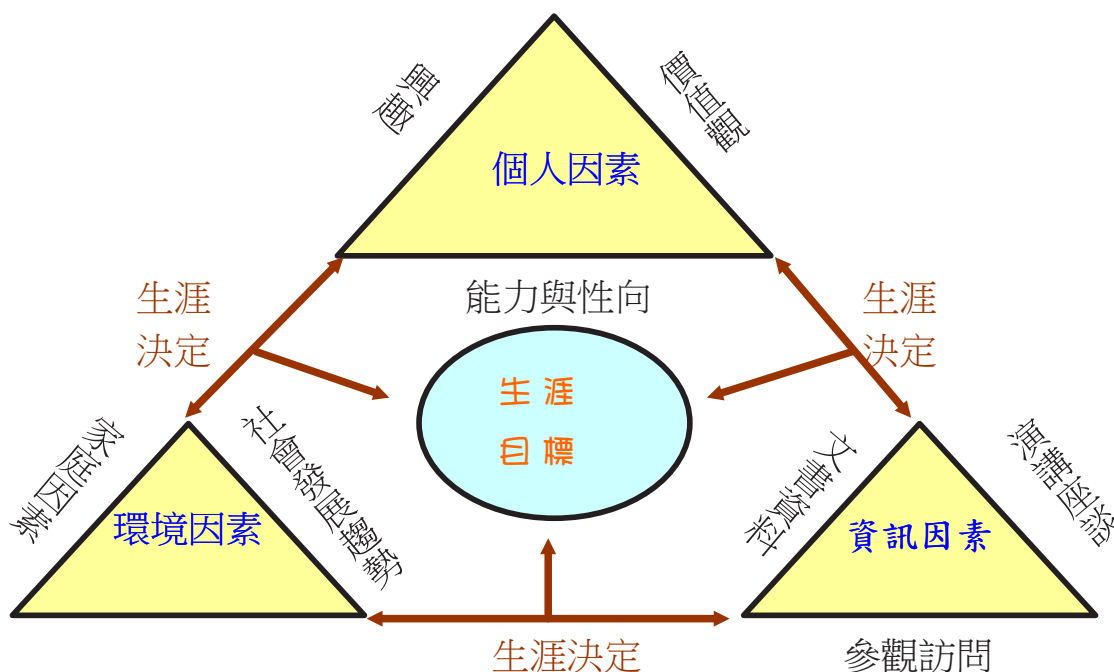 興趣
價值觀
個人因素
能力與性向
生涯
決定
生涯
決定
生涯
目標
家庭因素
社會發展趨勢
環境因素
文書資料
演講座談
資訊因素
生涯決定
參觀訪問